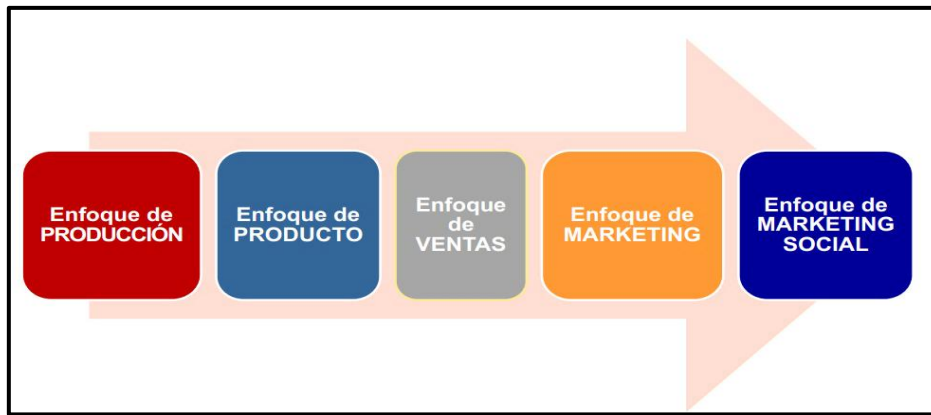 Enfoque de
PRODUCCIÓN
Enfoque de
PRODUCTO
Enfoque
de
VENTAS
Enfoque de
MARKETING
Enfoque de
MARKETING
SOCIAL